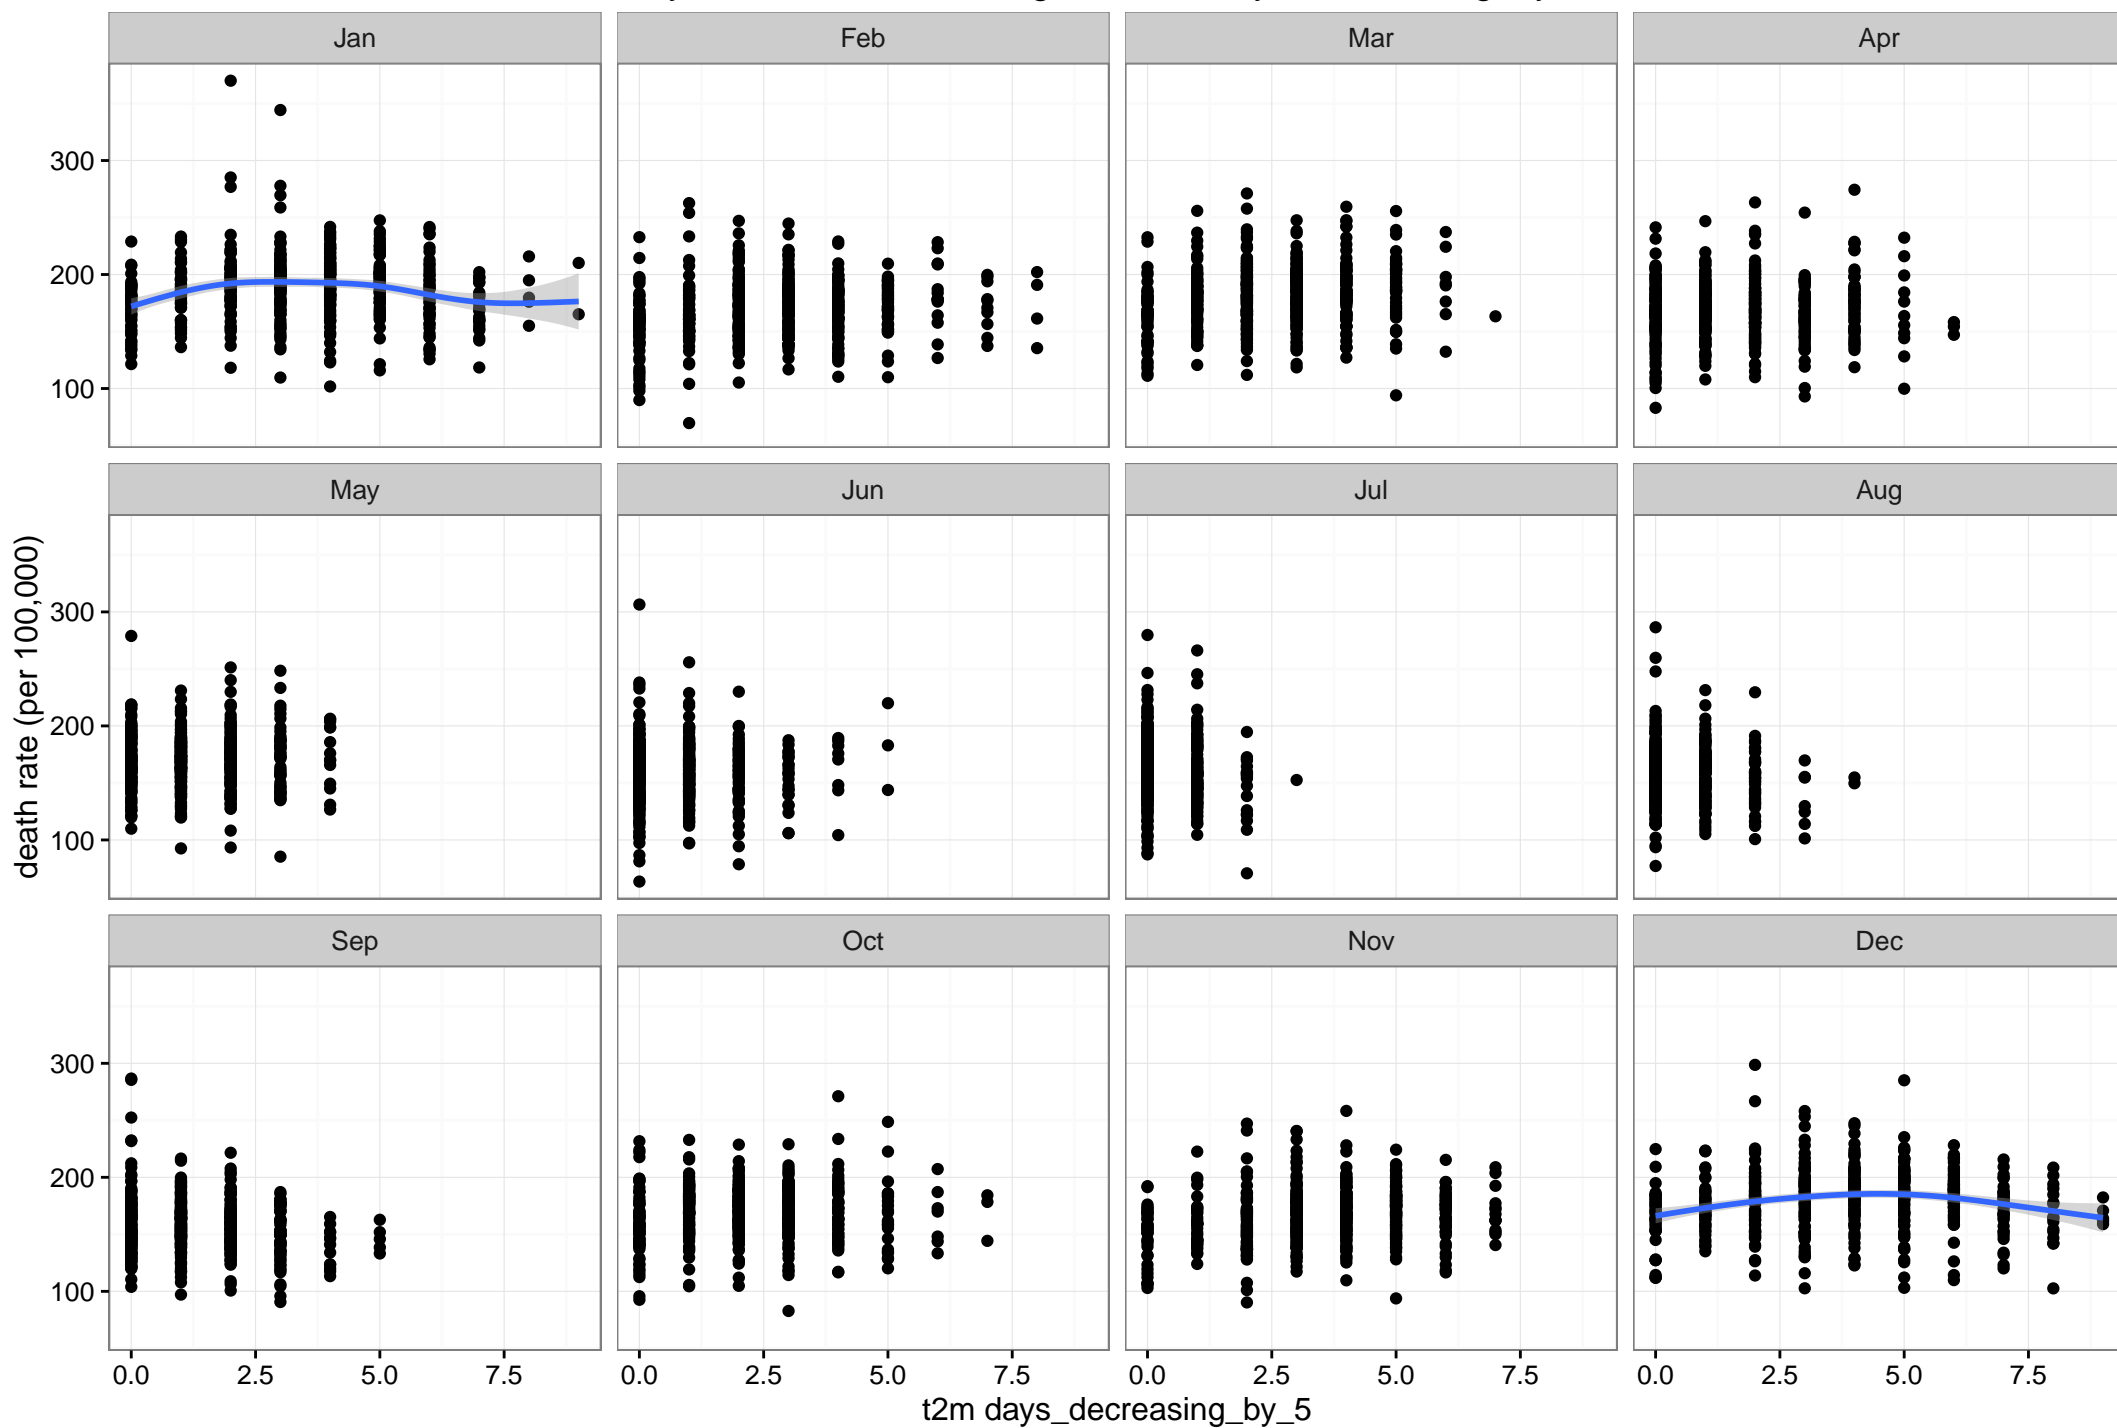 Jan Feb Mar Apr
300
200
100
May Jun Jul Aug
300
200
100
Sep Oct Nov Dec
300
200
100
0.0 2.5 5.0 7.5 0.0 2.5 5.0 7.5 0.0 2.5 5.0 7.5 0.0 2.5 5.0 7.5
t2m days_decreasing_by_5
death rate (per 100,000)